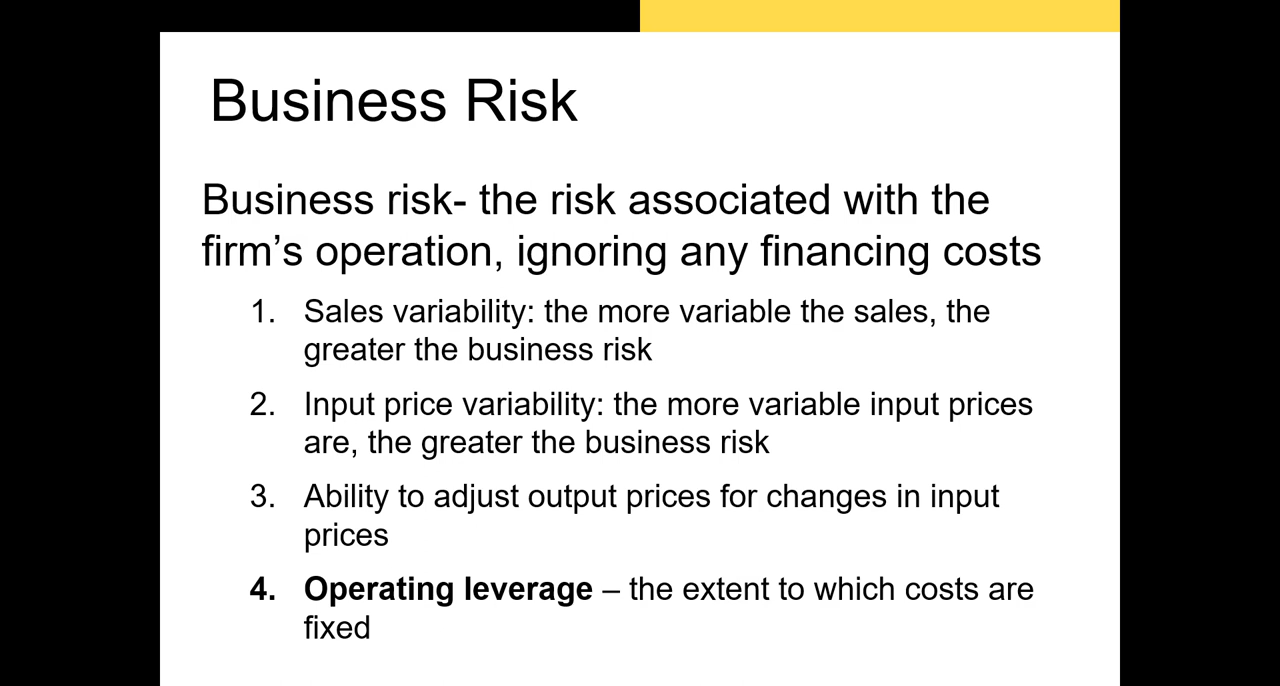 Business Risk
Business risk- the risk associated with the
firm’s operation, ignoring any financing costs
1. Sales variability: the more variable the sales, the
greater the business risk
2. Input price variability: the more variable input prices
are, the greater the business risk
3. Ability to adjust output prices for changes in input
prices
4. Operating leverage – the extent to which costs are
fixed